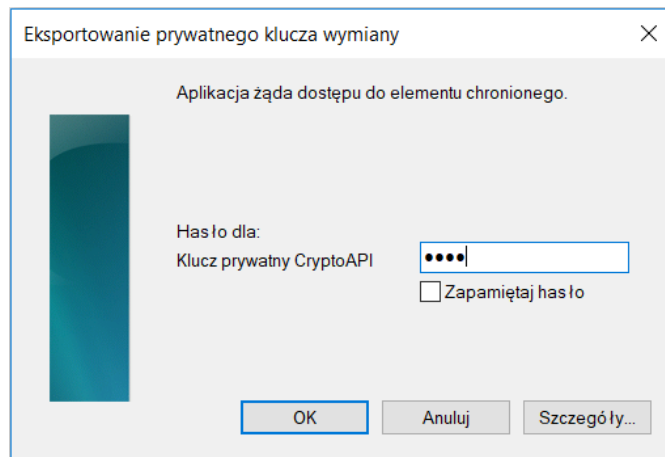 Eksportowanie prywatnego klucza wymiany
Aplikacja żąda dostępu do elementu chronionego.
Hasło dla:
Klucz prywatny CryptoAPI
••••
Zapamiętaj hasło
OK Anuluj Szczegóły...